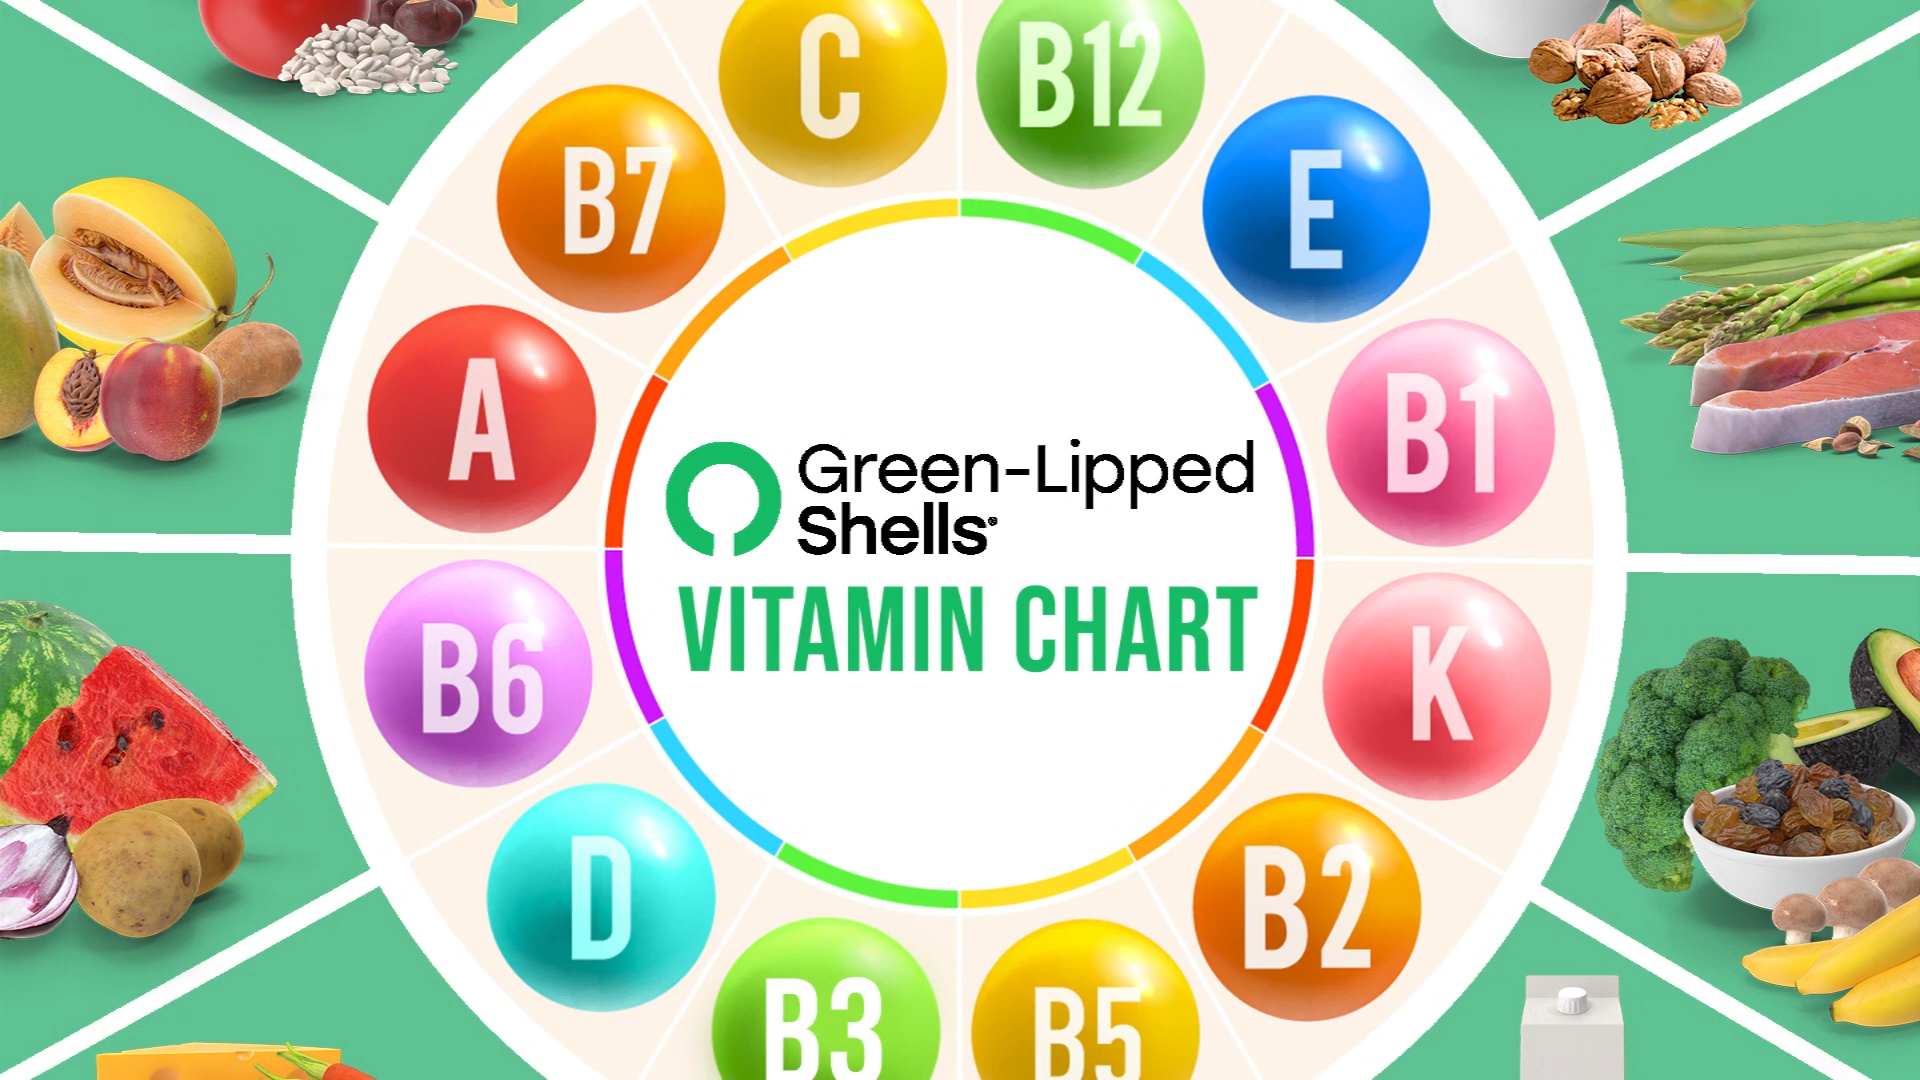 C
B12
B7
E
A
B1
Green-Lipped
Shells
VITAMIN CHART
B6
K
D
B2
B3
B5